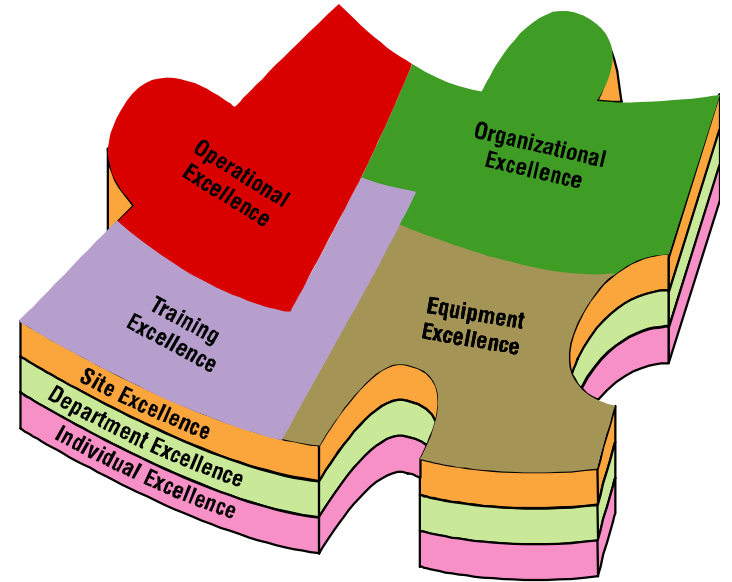 Operational
Excellence
Organizational
Excellence
Training
Excellence
Equipment
Excellence
Site Excellence
Department Excellence
Individual Excellence